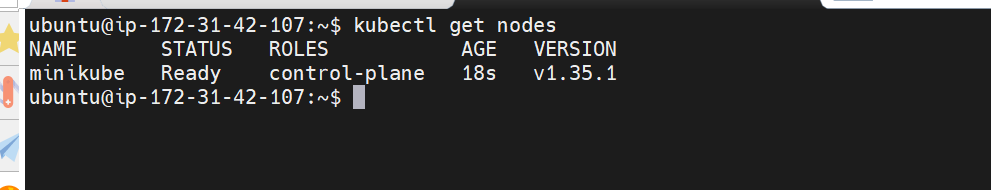 ubuntu@ip-172-31-42-107:~$ kubectl get nodes
NAME       STATUS   ROLES           AGE   VERSION
minikube   Ready    control-plane   18s   v1.35.1
ubuntu@ip-172-31-42-107:~$